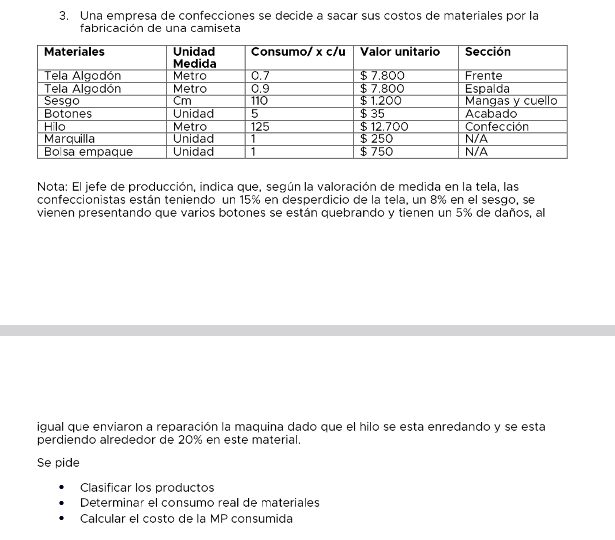 3. Una empresa de confecciones se decide a sacar sus costos de materiales por la
fabricación de una camiseta
Materiales Unidad Medida Consumo/ x c/u Valor unitario Sección
Tela Algodón Metro 0.7 $ 7.800 Frente
Tela Algodón Metro 0,9 $ 7.800 Espalda
Sesgo Cm 110 $ 1.200 Mangas y cuello
Botones Unidad 5 $ 35 Acabado
Hilo Metro 125 $ 12.700 Confección
Marquilla Unidad 1 $ 250 N/A
Bolsa empaque Unidad 1 $ 750 N/A
Nota: El jefe de producción, indica que, según la valoración de medida en la tela, las
confeccionistas están teniendo un 15% en desperdicio de la tela, un 8% en el sesgo, se
vienen presentando que varios botones se están quebrando y tienen un 5% de daños, al
igual que enviaron a reparación la maquina dado que el hilo se esta enredando y se esta
perdiendo alrededor de 20% en este material.
Se pide
• Clasificar los productos
• Determinar el consumo real de materiales
• Calcular el costo de la MP consumida